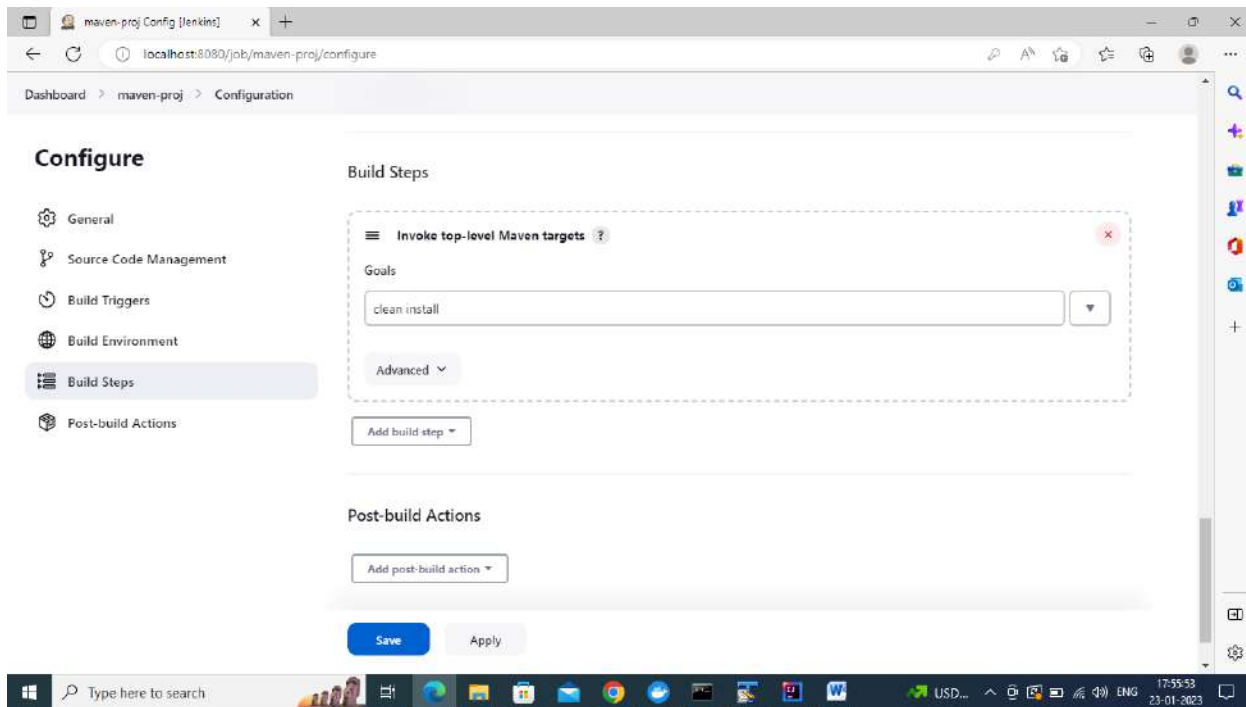 maven-proj Config [Jenkins]
localhost:8080/job/maven-proj/configure
Dashboard > maven-proj > Configuration
Configure
General
Source Code Management
Build Triggers
Build Environment
Build Steps
Post-build Actions
Build Steps
Invoke top-level Maven targets ?
Goals
clean install
Advanced
Add build step
Post-build Actions
Add post-build action
Save Apply
Type here to search
USD...
ENG
17:55:53
23-01-2023